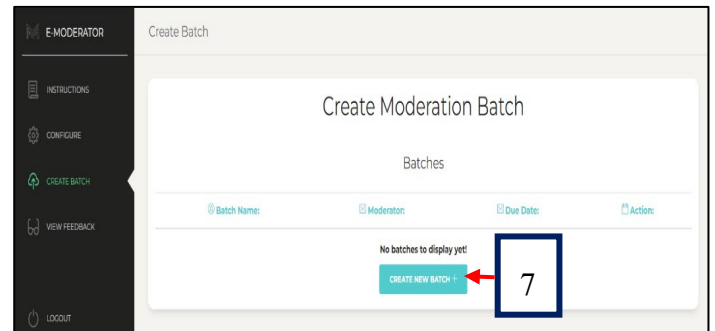 E-MODERATOR
Create Batch
INSTRUCTIONS
CONFIGURE
CREATE BATCH
VIEW FEEDBACK
LOGOUT
Create Moderation Batch
Batches
Batch Name: Moderator: Due Date: Action:
No batches to display yet!
CREATE NEW BATCH +
7